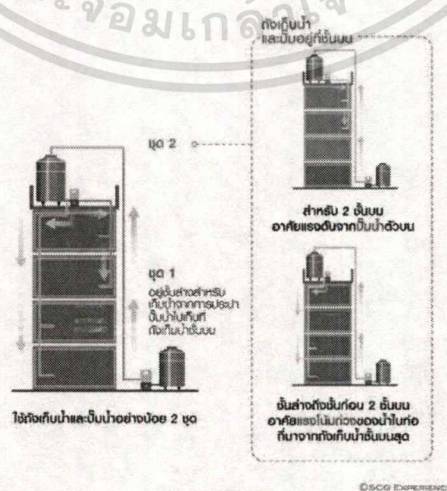 จอมเกล้า
ถังเก็บน้ำ
และปั๊มอยู่ที่ชั้นบน
ชุด 2
สำหรับ 2 ชั้นบน
อาศัยแรงดันจากปั๊มน้ำตัวบน
ชุด 1
อยู่ชั้นล่างสำหรับ
เก็บน้ำจากการประปา
ปั๊มน้ำไปเก็บที่
ถังเก็บน้ำชั้นบน
ใช้ถังเก็บน้ำและปั๊มน้ำอย่างน้อย 2 ชุด
ชั้นล่างถึงชั้นก่อน 2 ชั้นบน
อาศัยแรงโน้มถ่วงของน้ำในท่อ
ที่มาจากถังเก็บน้ำชั้นบนสุด
©SCG EXPERIENCE